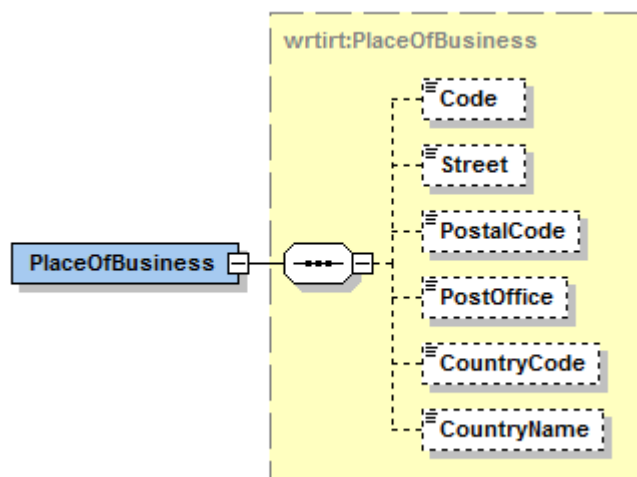 wrtirt:PlaceOfBusiness
Code
Street
PostalCode
PlaceOfBusiness
PostOffice
CountryCode
CountryName